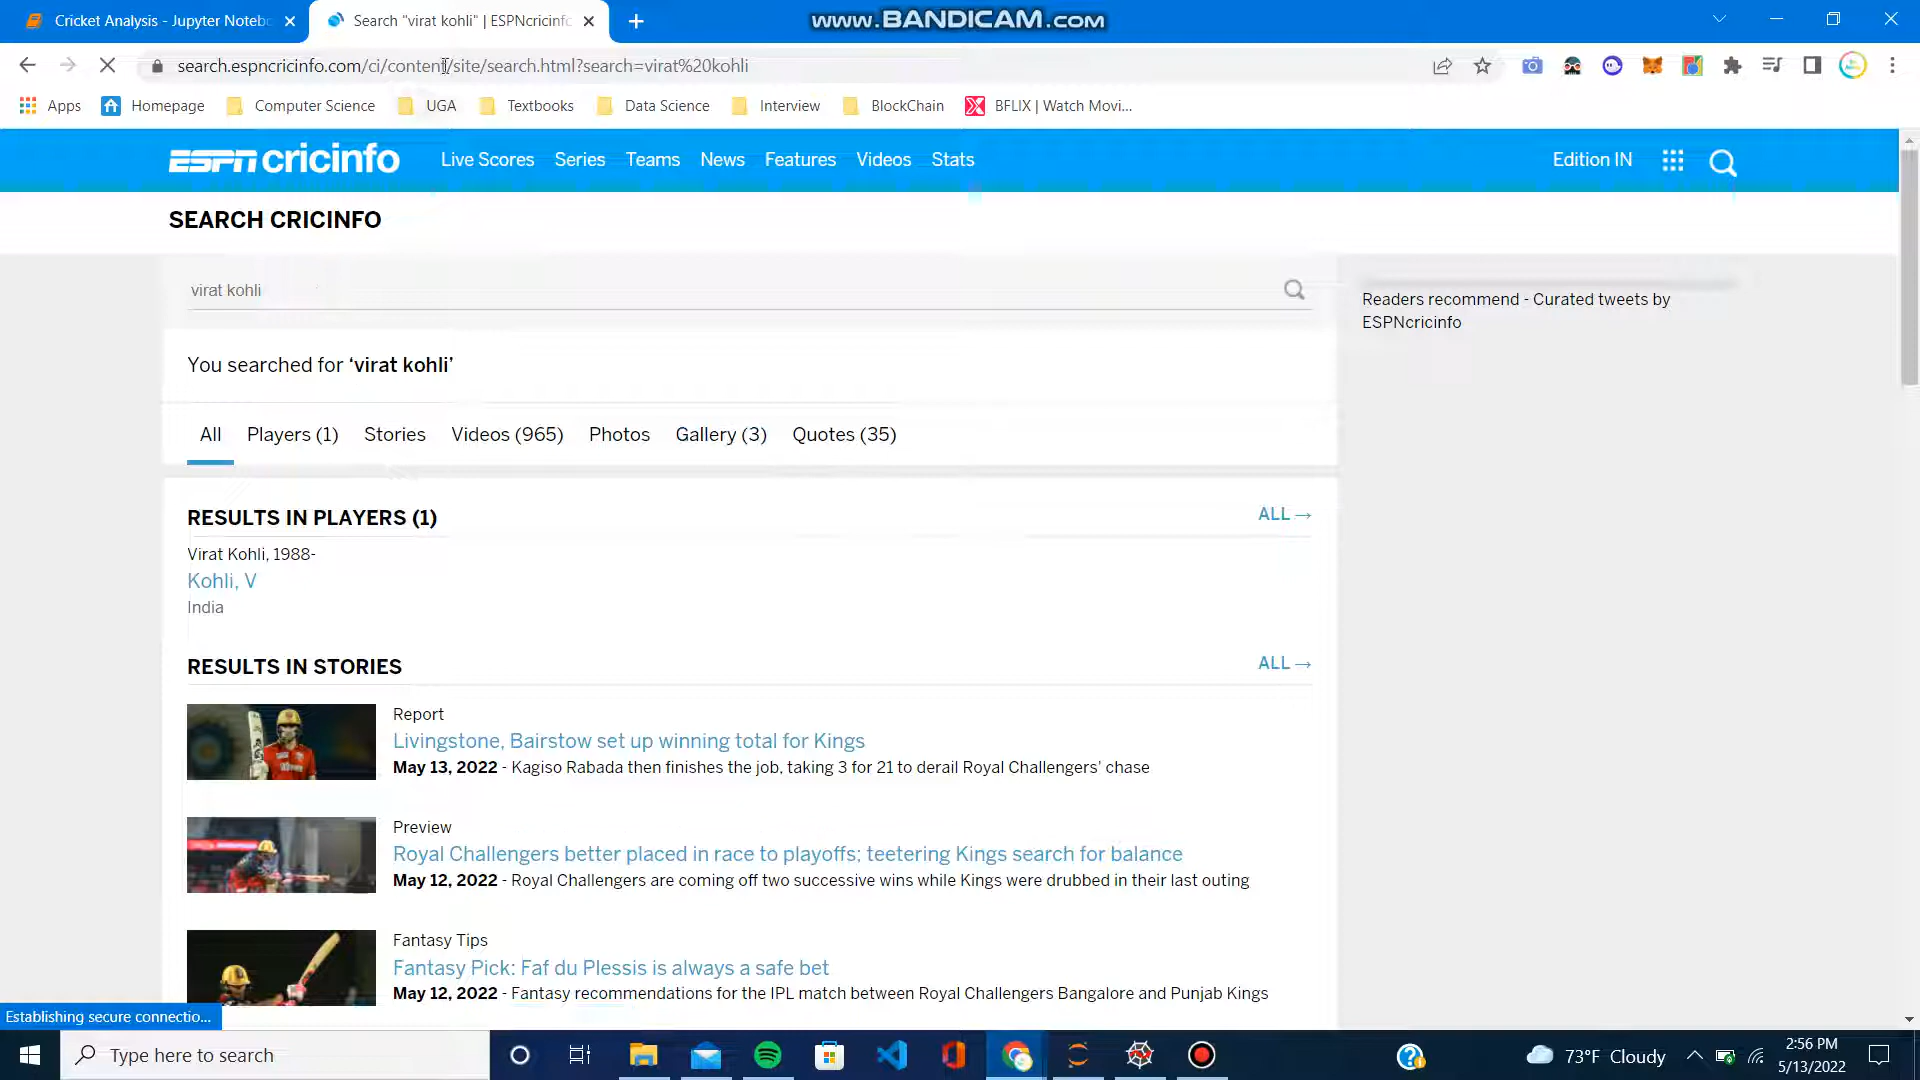 Cricket Analysis - Jupyter Noteb
Search "virat kohli" | ESPNcricinfo
www.BANDICAM.com
search.espncricinfo.com/ci/content/site/search.html?search=virat%20kohli
Apps Homepage Computer Science UGA Textbooks Data Science Interview BlockChain BFLIX | Watch Movi...
ESPN cricinfo Live Scores Series Teams News Features Videos Stats Edition IN
SEARCH CRICINFO
virat kohli
Readers recommend - Curated tweets by
ESPNcricinfo
You searched for ‘virat kohli’
All Players (1) Stories Videos (965) Photos Gallery (3) Quotes (35)
RESULTS IN PLAYERS (1) ALL →
Virat Kohli, 1988-
Kohli, V
India
RESULTS IN STORIES ALL →
Report
Livingstone, Bairstow set up winning total for Kings
May 13, 2022 - Kagiso Rabada then finishes the job, taking 3 for 21 to derail Royal Challengers’ chase
Preview
Royal Challengers better placed in race to playoffs; teetering Kings search for balance
May 12, 2022 - Royal Challengers are coming off two successive wins while Kings were drubbed in their last outing
Fantasy Tips
Fantasy Pick: Faf du Plessis is always a safe bet
May 12, 2022 - Fantasy recommendations for the IPL match between Royal Challengers Bangalore and Punjab Kings
Establishing secure connectio...
Type here to search
73°F Cloudy
2:56 PM
5/13/2022